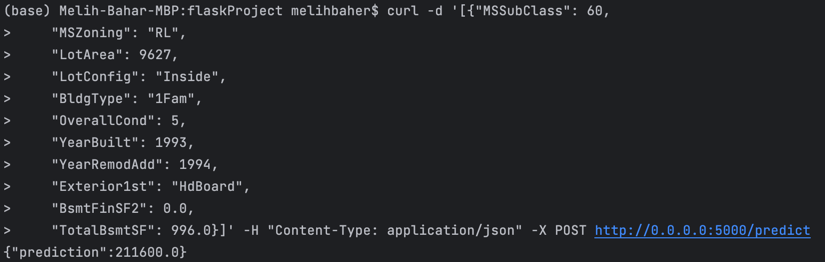 (base) Melih-Bahar-MBP:flaskProject melihbaher$ curl -d '[{"MSSubClass": 60,
>     "MSZoning": "RL",
>     "LotArea": 9627,
>     "LotConfig": "Inside",
>     "BldgType": "1Fam",
>     "OverallCond": 5,
>     "YearBuilt": 1993,
>     "YearRemodAdd": 1994,
>     "Exterior1st": "HdBoard",
>     "BsmtFinSF2": 0.0,
>     "TotalBsmtSF": 996.0}]' -H "Content-Type: application/json" -X POST http://0.0.0.0:5000/predict
{"prediction":211600.0}